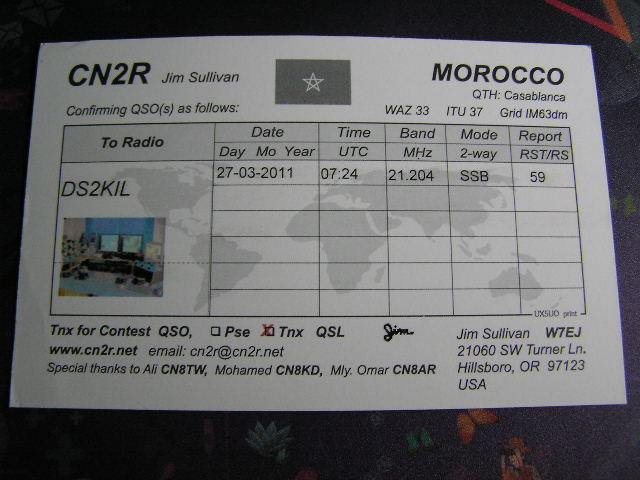 CN2R Jim Sullivan
MOROCCO
QTH: Casablanca
Confirming QSO(s) as follows:
WAZ 33 ITU 37 Grid IM63dm
To Radio Date Time Band Mode Report
Day Mo Year UTC MHz 2-way RST/RS
DS2KIL 27-03-2011 07:24 21.204 SSB 59
UX5UO print
Tnx for Contest QSO, Pse Tnx QSL Jim
www.cn2r.net email: cn2r@cn2r.net
Special thanks to Ali CN8TW, Mohamed CN8KD, Mly. Omar CN8AR
Jim Sullivan W7EJ
21060 SW Turner Ln.
Hillsboro, OR 97123
USA